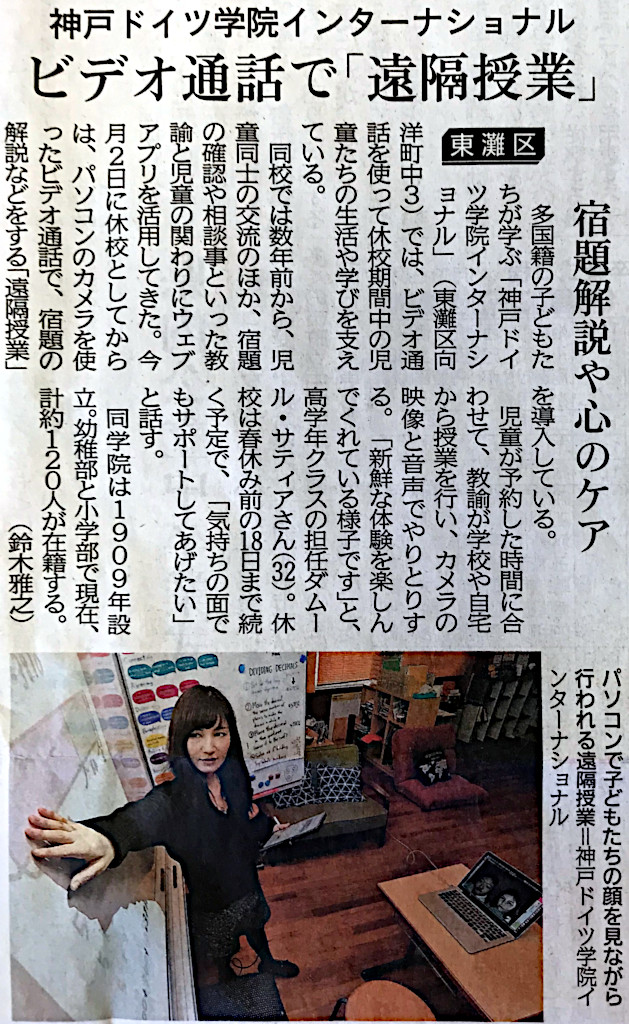 神戸ドイツ学院インターナショナル
ビデオ通話で「遠隔授業」
宿題解説や心のケア
東灘区
多国籍の子どもた
ちが学ぶ「神戸ドイ
ツ学院インターナシ
ョナル」（東灘区向
洋町中３）では、ビデオ通
話を使って休校期間中の児
童たちの生活や学びを支え
ている。
同校では数年前から、児
童同士の交流のほか、宿題
の確認や相談事といった教
諭と児童の関わりにウェブ
アプリを活用してきた。今
月２日に休校としてから
は、パソコンのカメラを使
ったビデオ通話で、宿題の
解説などをする「遠隔授業」
を導入している。
児童が予約した時間に合
わせて、教諭が学校や自宅
から授業を行い、カメラの
映像と音声でやりとりす
る。「新鮮な体験を楽しん
でくれている様子です」と、
高学年クラスの担任ダムー
ル・サティアさん（32）。休
校は春休み前の18日まで続
く予定で、「気持ちの面で
もサポートしてあげたい」
と話す。
同学院は１９０９年設
立。幼稚部と小学部で現在、
計約１２０人が在籍する。
（鈴木雅之）
パソコンで子どもたちの顔を見ながら
行われる遠隔授業＝神戸ドイツ学院イ
ンターナショナル
DIVIDING DECIMALS